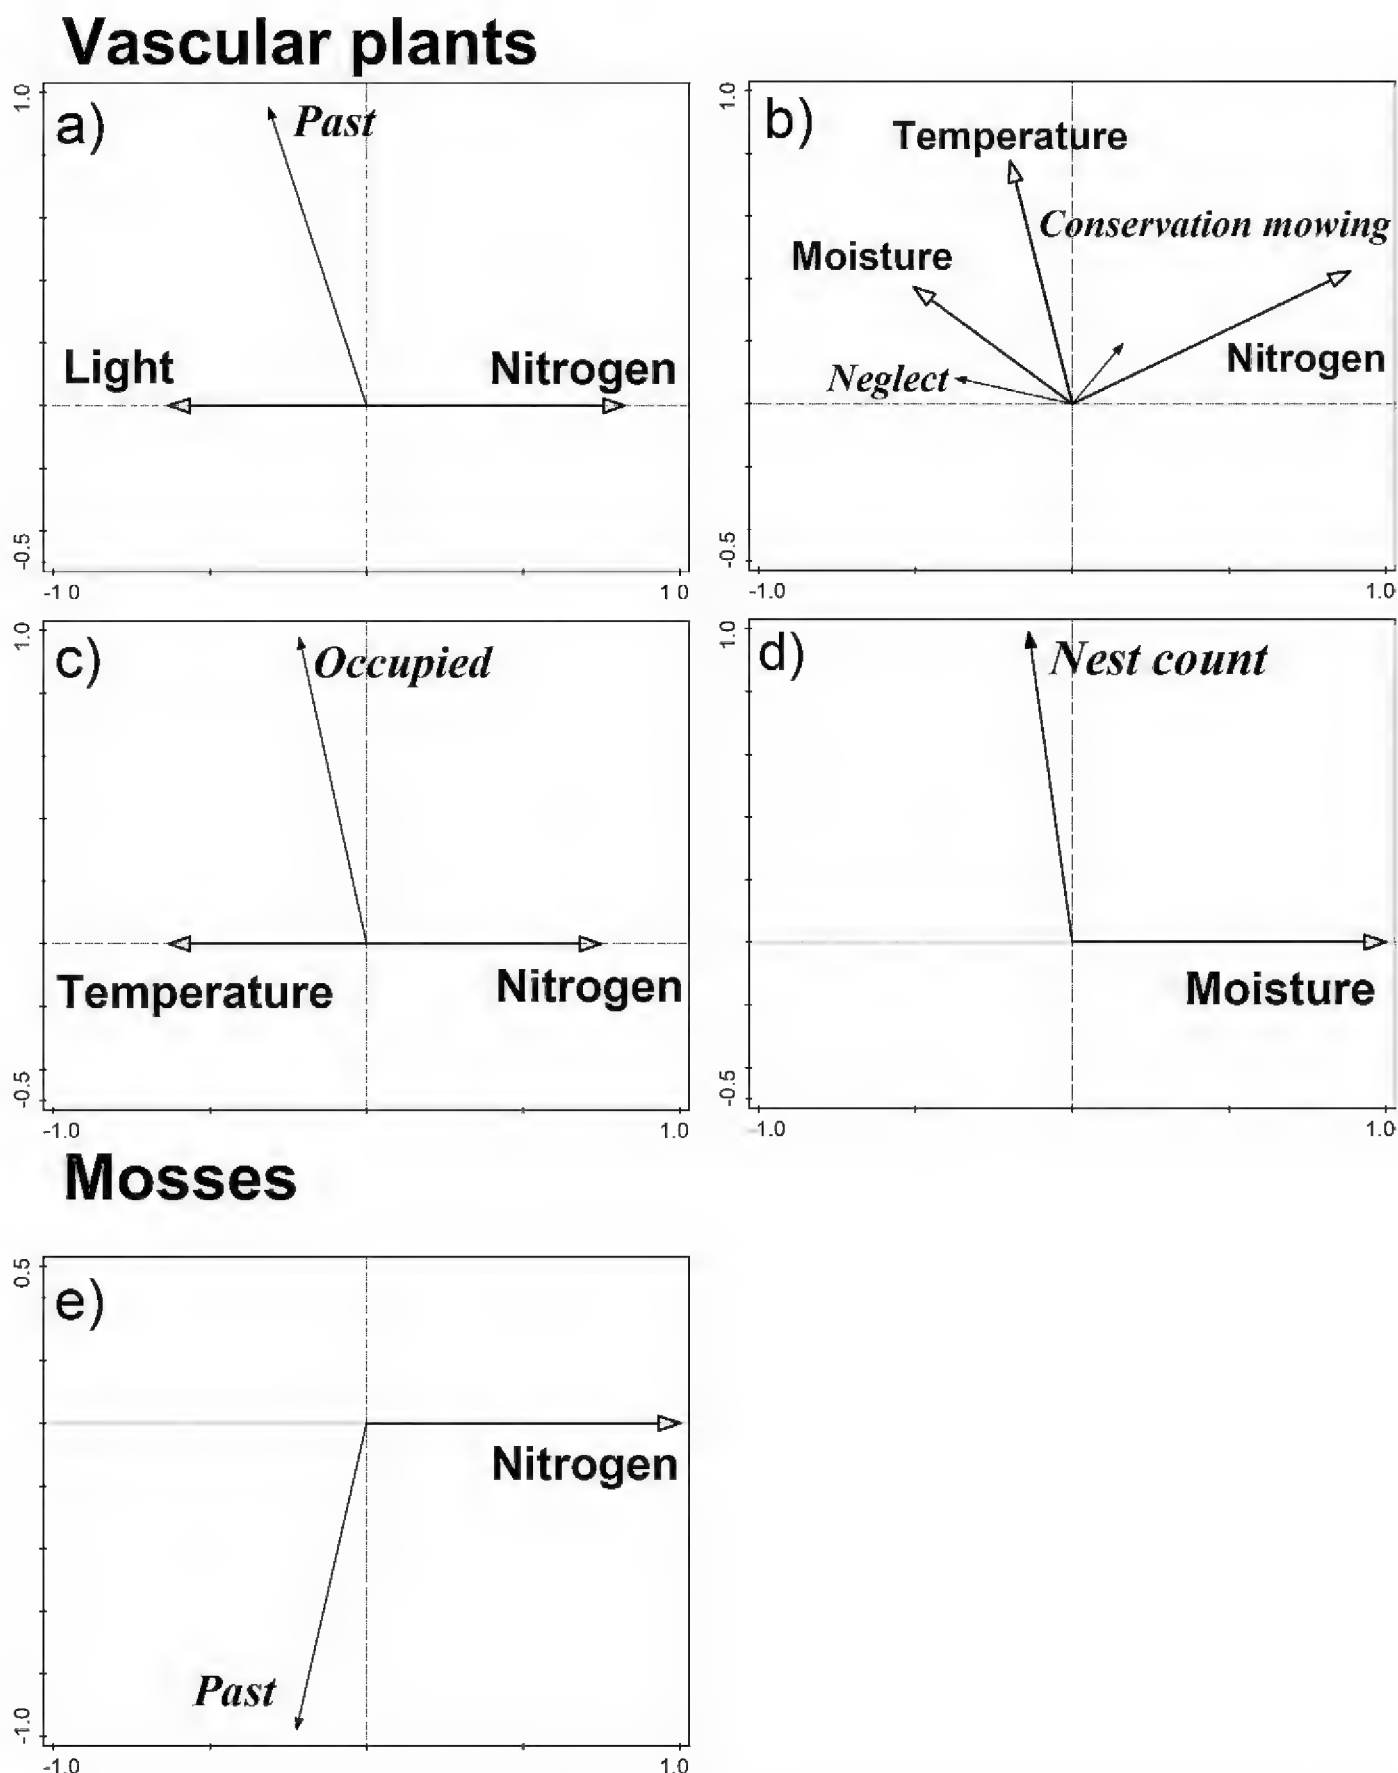 Vascular plants
a)
1.0
Past
Light
Nitrogen
-0.5
-1 0
1 0
b)
1.0
Temperature
Conservation mowing
Moisture
Neglect
Nitrogen
-0.5
-1.0
1.0
c)
1.0
Occupied
Temperature
Nitrogen
-0.5
-1.0
1 0
d)
1.0
Nest count
Moisture
-0.5
-1.0
1.0
Mosses
e)
0.5
Nitrogen
Past
-1.0
-1.0
1.0